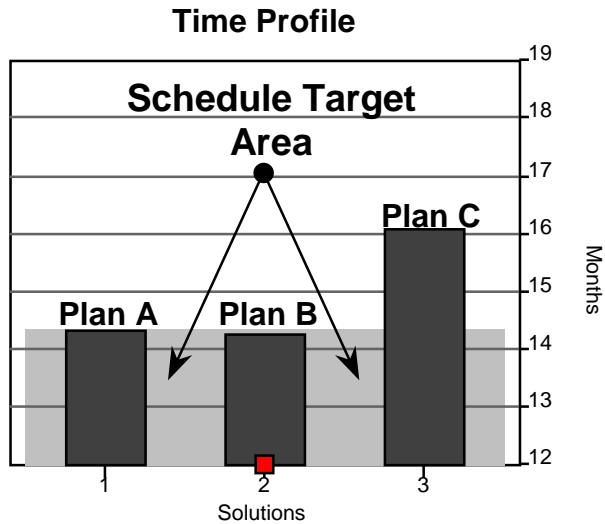 Time Profile
19
Schedule Target
18
Area
17
Plan C
16
Months
15
Plan A
Plan B
14
13
12
1
2
3
Solutions